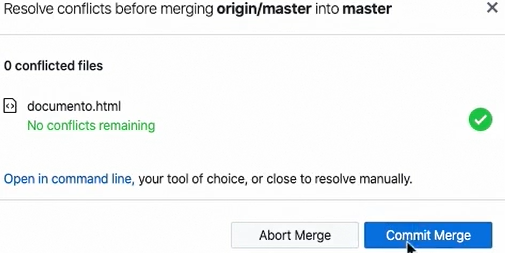 Resolve conflicts before merging origin/master into master
0 conflicted files
documento.html
No conflicts remaining
Open in command line, your tool of choice, or close to resolve manually.
Abort Merge
Commit Merge